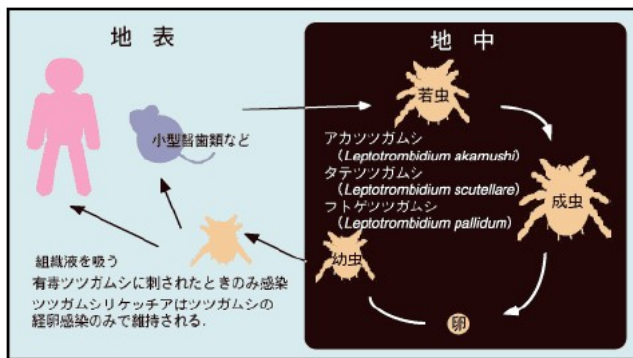 地 表
地 中
若虫
小型齧歯類など
アカツツガムシ
(Leptotrombidium akamushi)
タテツツガムシ
(Leptotrombidium scutellare)
フトゲツツガムシ
(Leptotrombidium pallidum)
成虫
幼虫
卵
組織液を吸う
有毒ツツガムシに刺されたときのみ感染
ツツガムシリケッチアはツツガムシの
経卵感染のみで維持される.